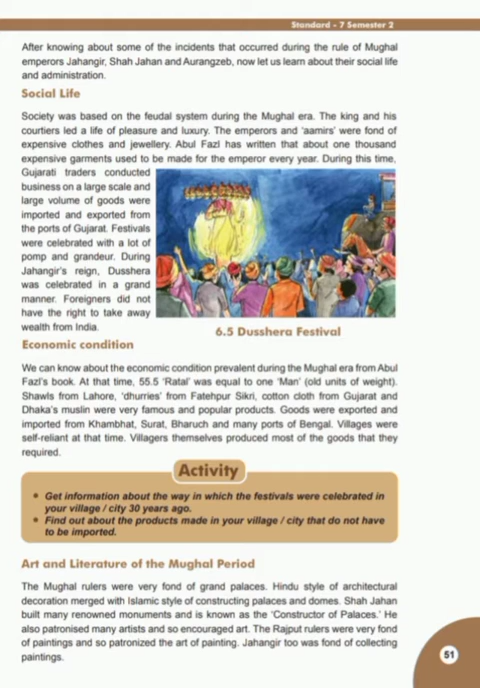 Standard - 7 Semester 2
After knowing about some of the incidents that occurred during the rule of Mughal
emperors Jahangir, Shah Jahan and Aurangzeb, now let us learn about their social life
and administration.
Social Life
Society was based on the feudal system during the Mughal era. The king and his
courtiers led a life of pleasure and luxury. The emperors and 'aamirs' were fond of
expensive clothes and jewellery. Abul Fazl has written that about one thousand
expensive garments used to be made for the emperor every year. During this time,
Gujarati traders conducted
business on a large scale and
large volume of goods were
imported and exported from
the ports of Gujarat. Festivals
were celebrated with a lot of
pomp and grandeur. During
Jahangir's reign, Dusshera
was celebrated in a grand
manner. Foreigners did not
have the right to take away
wealth from India.
6.5 Dusshera Festival
Economic condition
We can know about the economic condition prevalent during the Mughal era from Abul
Fazl's book. At that time, 55.5 'Ratal' was equal to one 'Man' (old units of weight).
Shawls from Lahore, 'dhurries' from Fatehpur Sikri, cotton cloth from Gujarat and
Dhaka's muslin were very famous and popular products. Goods were exported and
imported from Khambhat, Surat, Bharuch and many ports of Bengal. Villages were
self-reliant at that time. Villagers themselves produced most of the goods that they
required.
Activity
• Get information about the way in which the festivals were celebrated in
your village / city 30 years ago.
• Find out about the products made in your village / city that do not have
to be imported.
Art and Literature of the Mughal Period
The Mughal rulers were very fond of grand palaces. Hindu style of architectural
decoration merged with Islamic style of constructing palaces and domes. Shah Jahan
built many renowned monuments and is known as the 'Constructor of Palaces.' He
also patronised many artists and so encouraged art. The Rajput rulers were very fond
of paintings and so patronized the art of painting. Jahangir too was fond of collecting
paintings.
51